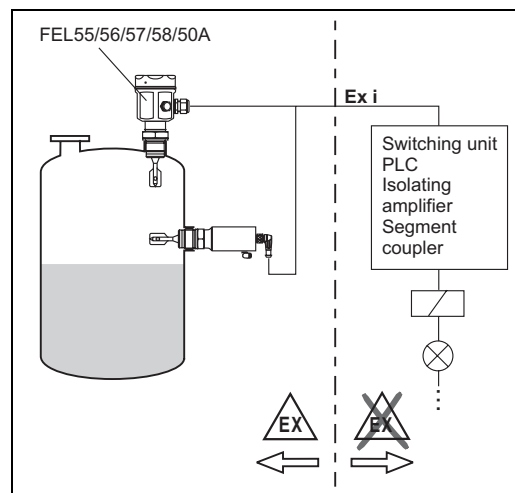 FEL55/56/57/58/50A
Ex i
Switching unit
PLC
Isolating
amplifier
Segment
coupler
EX
EX